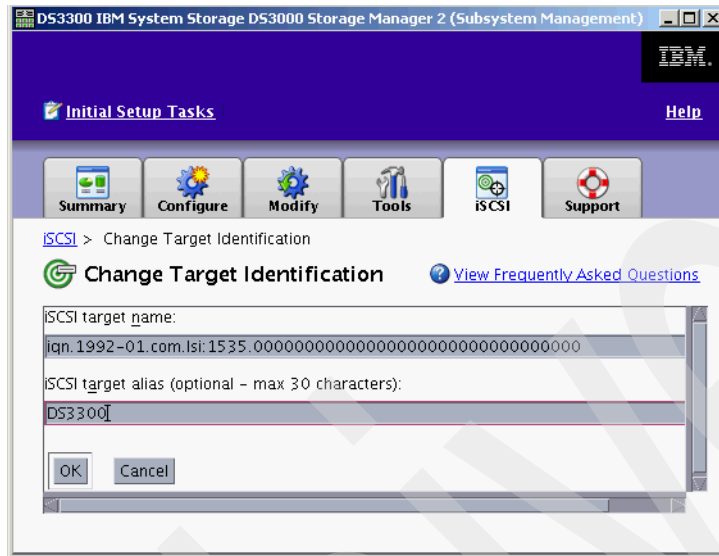 DS3300 IBM System Storage DS3000 Storage Manager 2 (Subsystem Management)
IBM.
Initial Setup Tasks
Help
Summary
Configure
Modify
Tools
iSCSI
Support
iSCSI > Change Target Identification
Change Target Identification
View Frequently Asked Questions
iSCSI target name:
iqn.1992-01.com.lsi:1535.00000000000000000000000000000000
iSCSI target alias (optional - max 30 characters):
DS3300
OK
Cancel